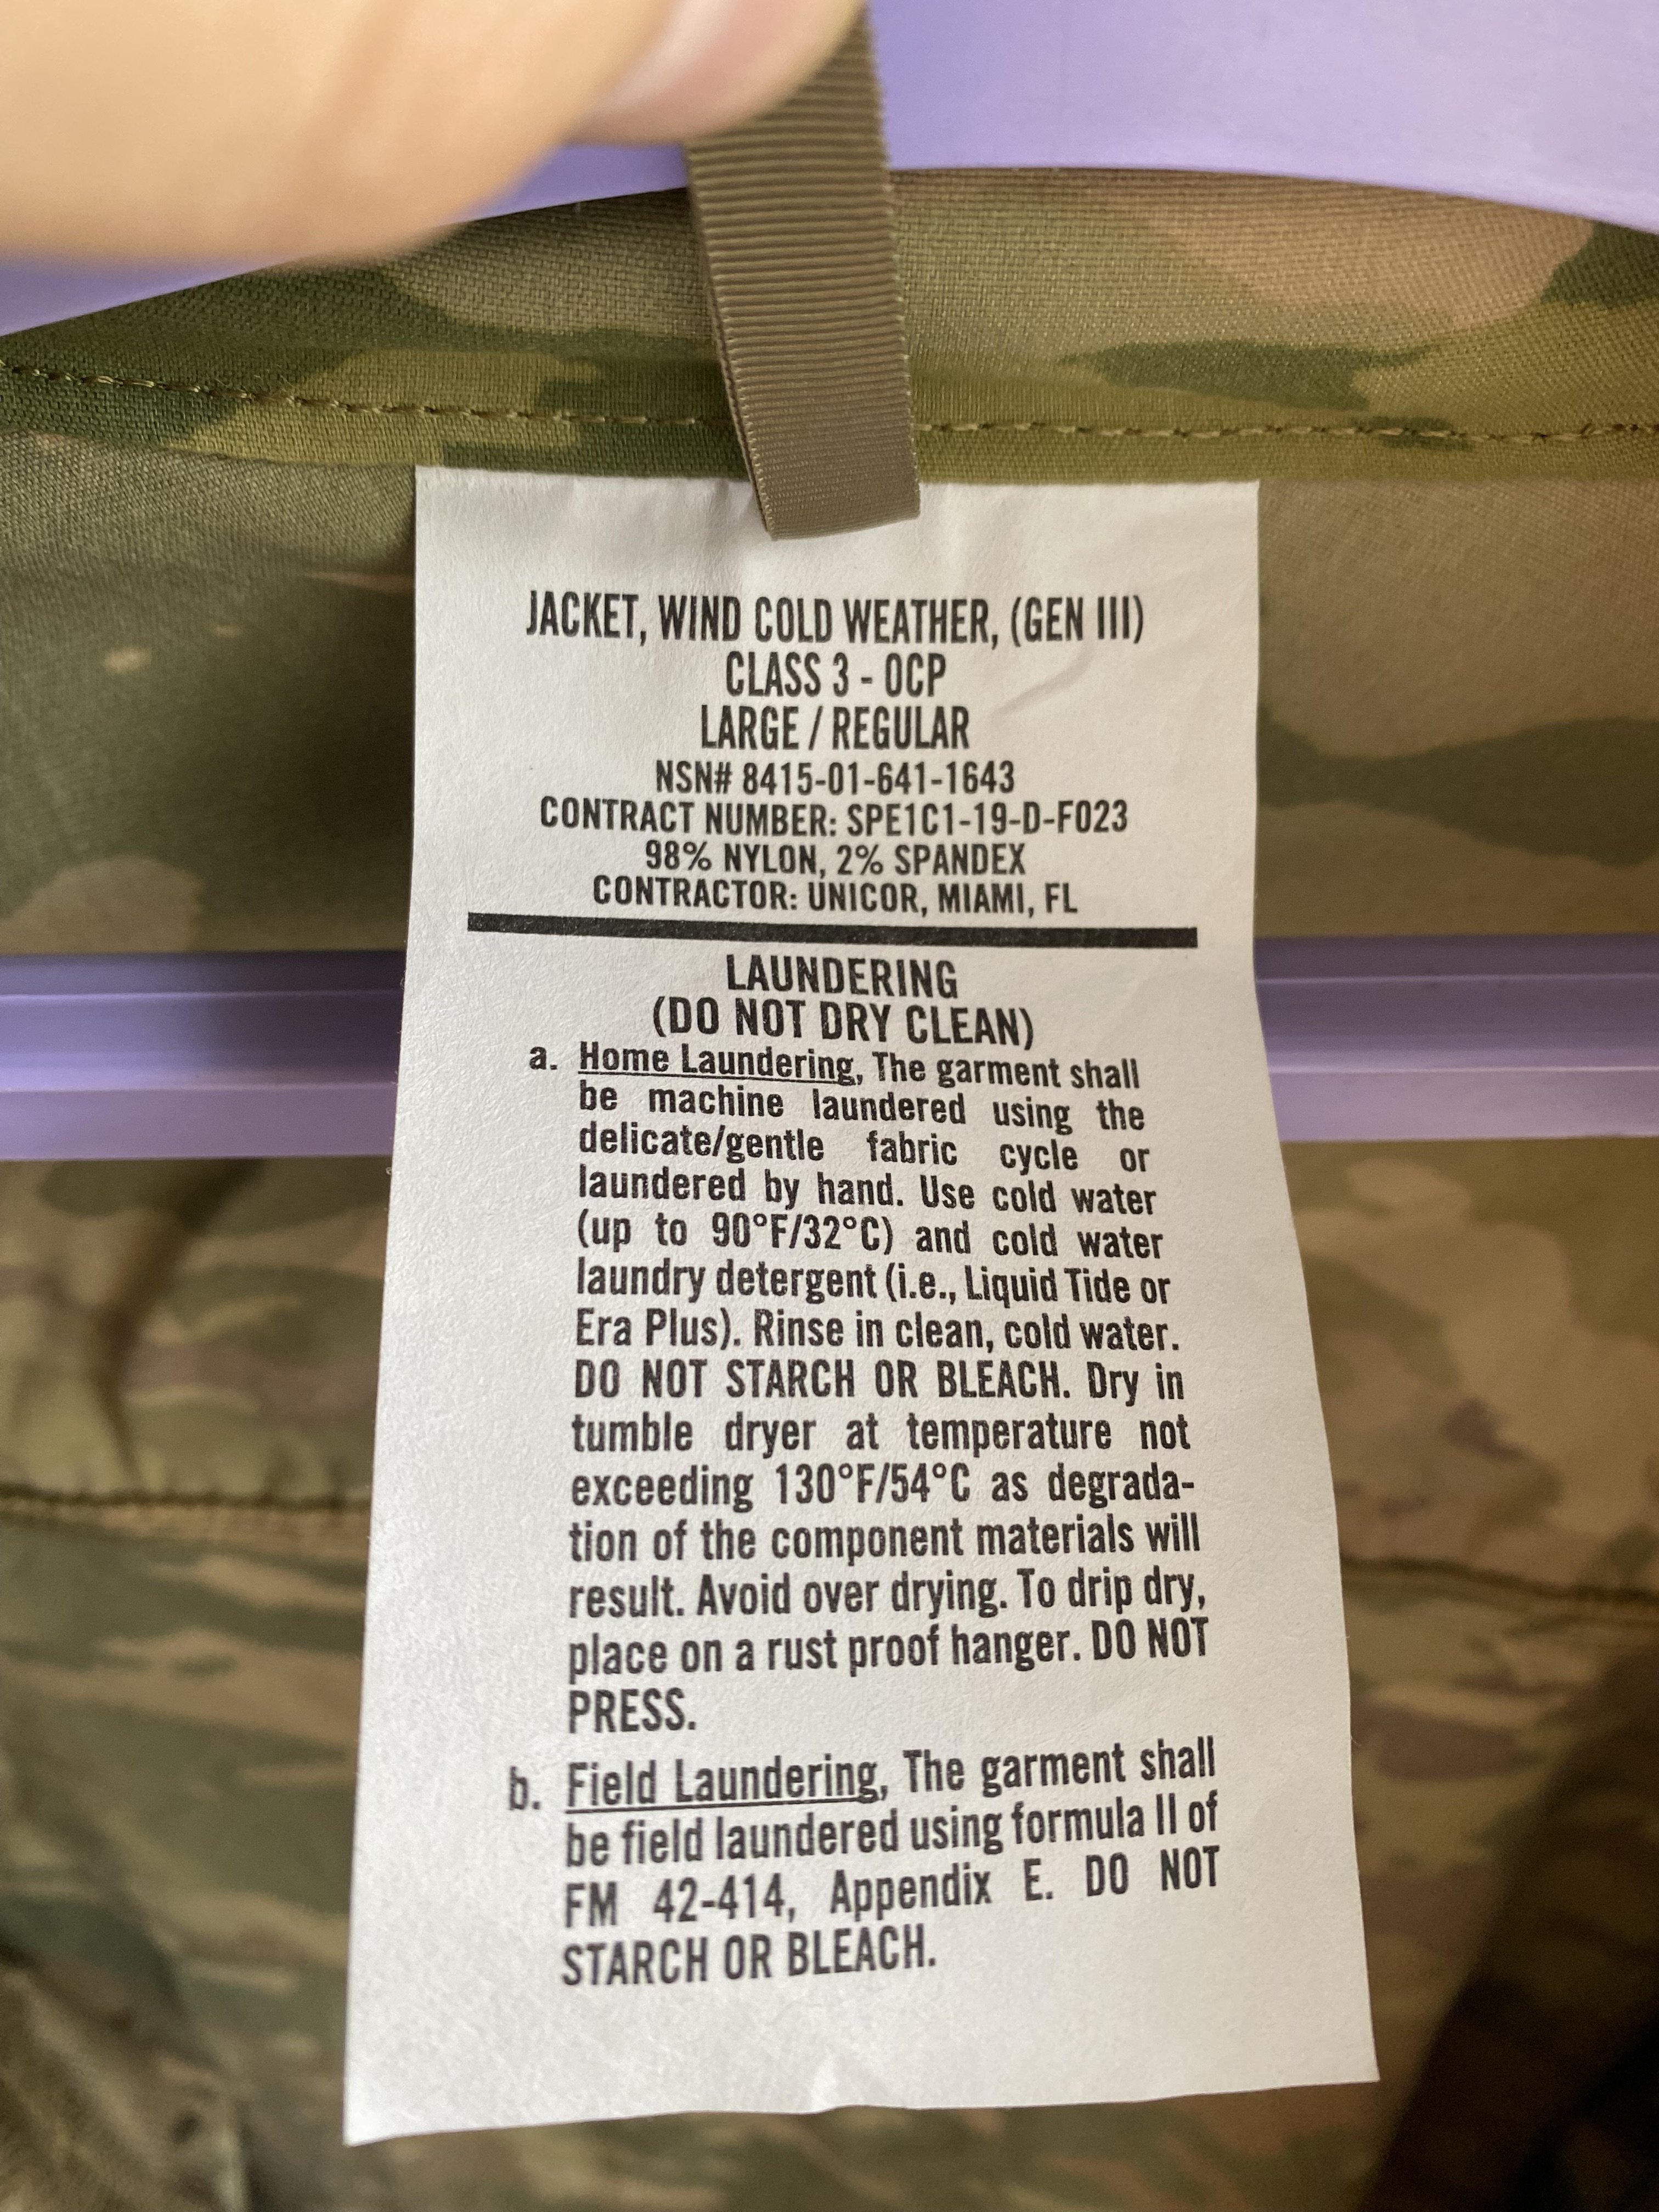 JACKET, WIND COLD WEATHER, (GEN III)
CLASS 3 - OCP
LARGE / REGULAR
NSN# 8415-01-641-1643
CONTRACT NUMBER: SPE1C1-19-D-F023
98% NYLON, 2% SPANDEX
CONTRACTOR: UNICOR, MIAMI, FL
LAUNDERING
(DO NOT DRY CLEAN)
a. Home Laundering, The garment shall
be machine laundered using the
delicate/gentle fabric cycle or
laundered by hand. Use cold water
(up to 90°F/32°C) and cold water
laundry detergent (i.e., Liquid Tide or
Era Plus). Rinse in clean, cold water.
DO NOT STARCH OR BLEACH. Dry in
tumble dryer at temperature not
exceeding 130°F/54°C as degrada-
tion of the component materials will
result. Avoid over drying. To drip dry,
place on a rust proof hanger. DO NOT
PRESS.
b. Field Laundering, The garment shall
be field laundered using formula II of
FM 42-414, Appendix E. DO NOT
STARCH OR BLEACH.